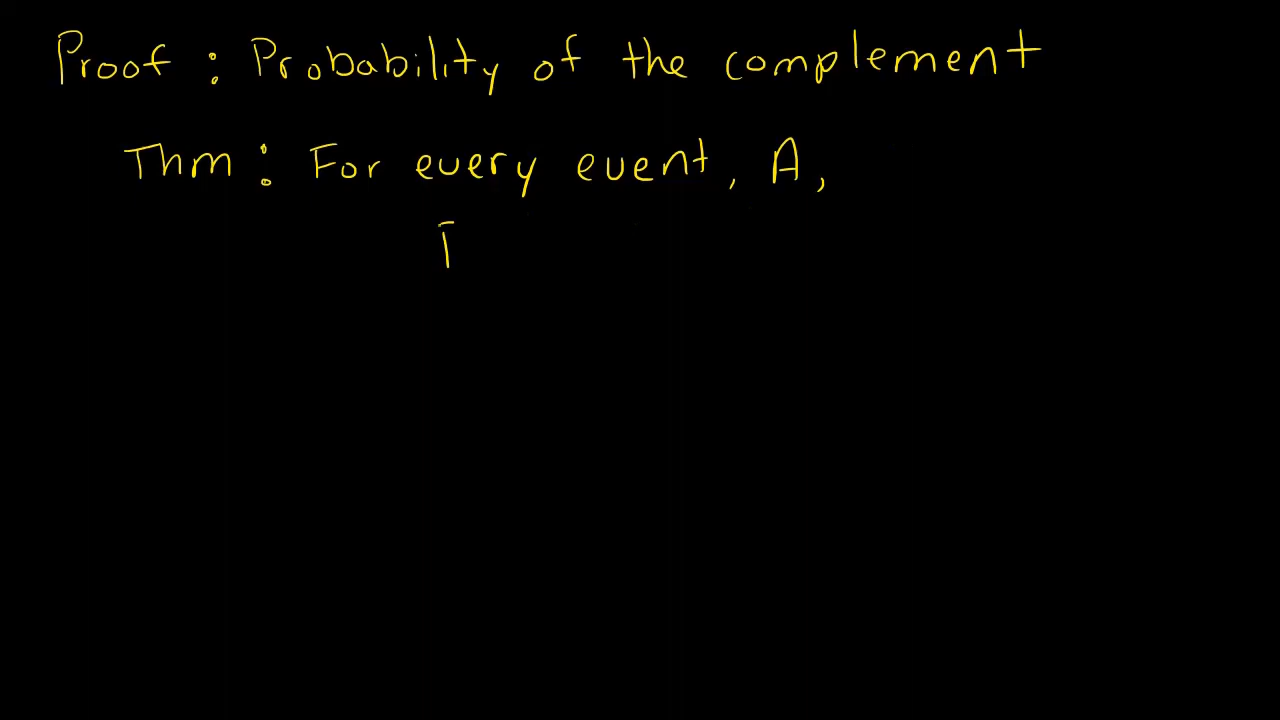 Proof : Probability of the complement
Thm : For every event, A,